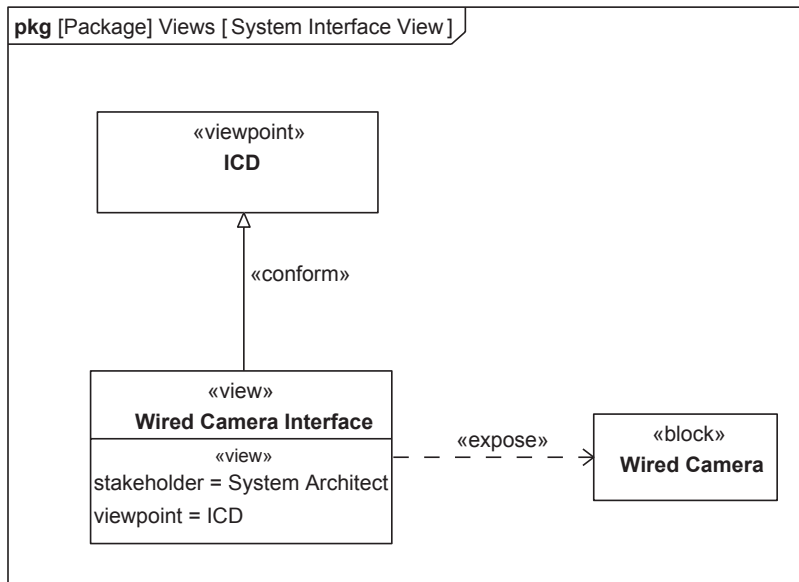 pkg [Package] Views [ System Interface View ]
«viewpoint»
ICD
«conform»
«view»
Wired Camera Interface
«view»
stakeholder = System Architect
viewpoint = ICD
«expose»
«block»
Wired Camera